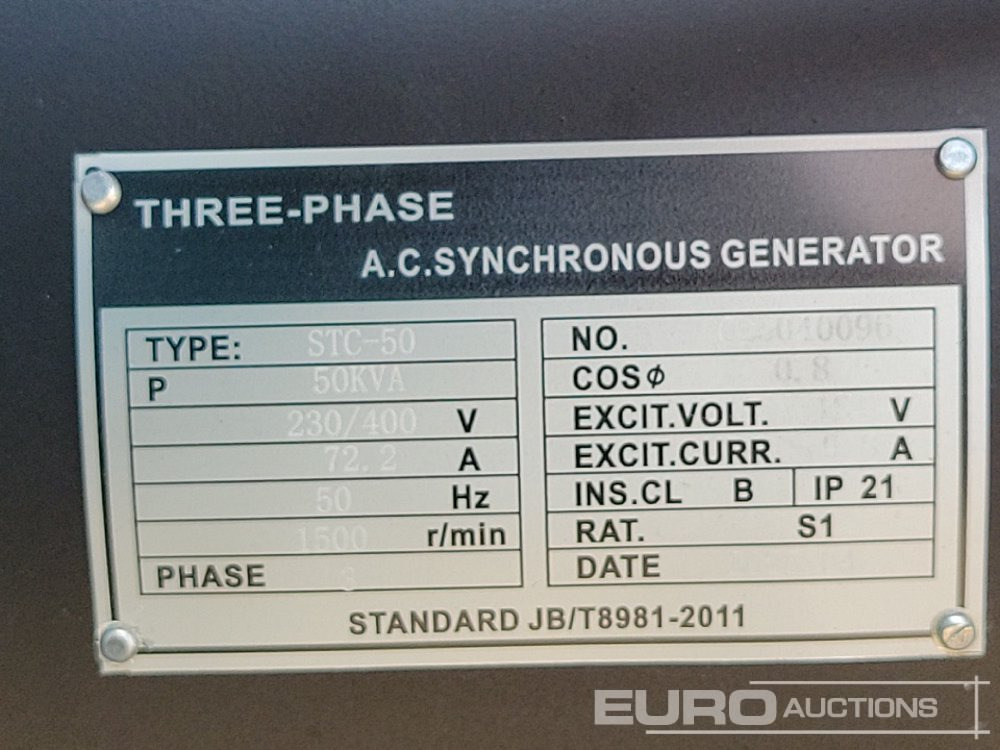 THREE-PHASE
A.C.SYNCHRONOUS GENERATOR
TYPE: STC-50
P 50KVA
230/400 V
72.2 A
50 Hz
1500 r/min
PHASE
NO.
COSφ 0.8
EXCIT.VOLT. V
EXCIT.CURR. A
INS.CL B IP 21
RAT. S1
DATE
STANDARD JB/T8981-2011
EURO AUCTIONS